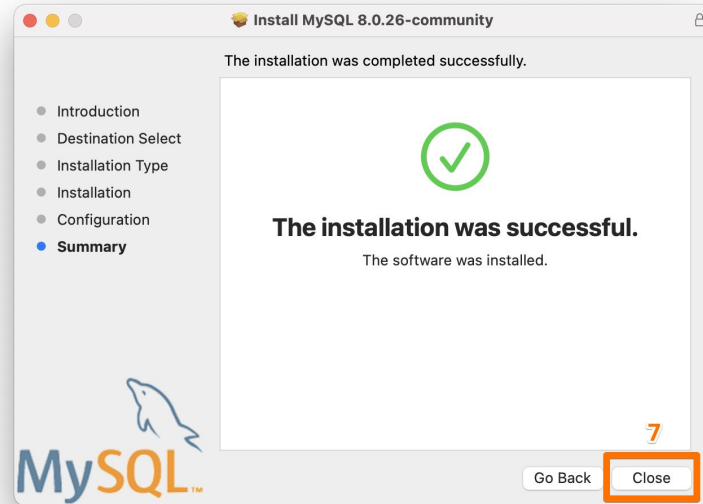 Install MySQL 8.0.26-community
The installation was completed successfully.
Introduction
Destination Select
Installation Type
Installation
Configuration
Summary
The installation was successful.
The software was installed.
MySQL™
7
Go Back
Close